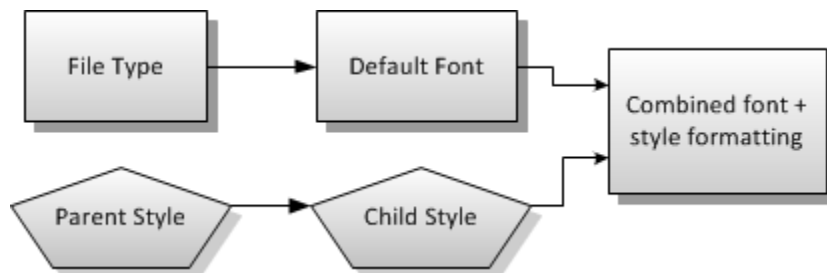 File Type
Default Font
Combined font +
style formatting
Parent Style
Child Style